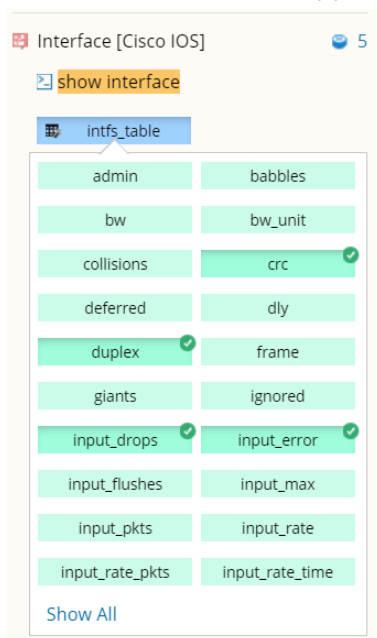 Interface [Cisco IOS] 5
show interface
intfs_table
admin babbles
bw bw_unit
collisions crc
deferred dly
duplex frame
giants ignored
input_drops input_error
input_flushes input_max
input_pkts input_rate
input_rate_pkts input_rate_time
Show All